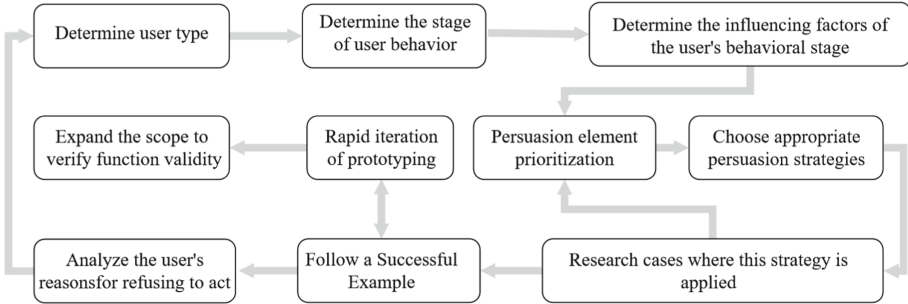 Determine user type
Determine the stage
of user behavior
Determine the influencing factors of
the user's behavioral stage
Expand the scope to
verify function validity
Rapid iteration
of prototyping
Persuasion element
prioritization
Choose appropriate
persuasion strategies
Analyze the user's
reasonsfor refusing to act
Follow a Successful
Example
Research cases where this strategy is
applied